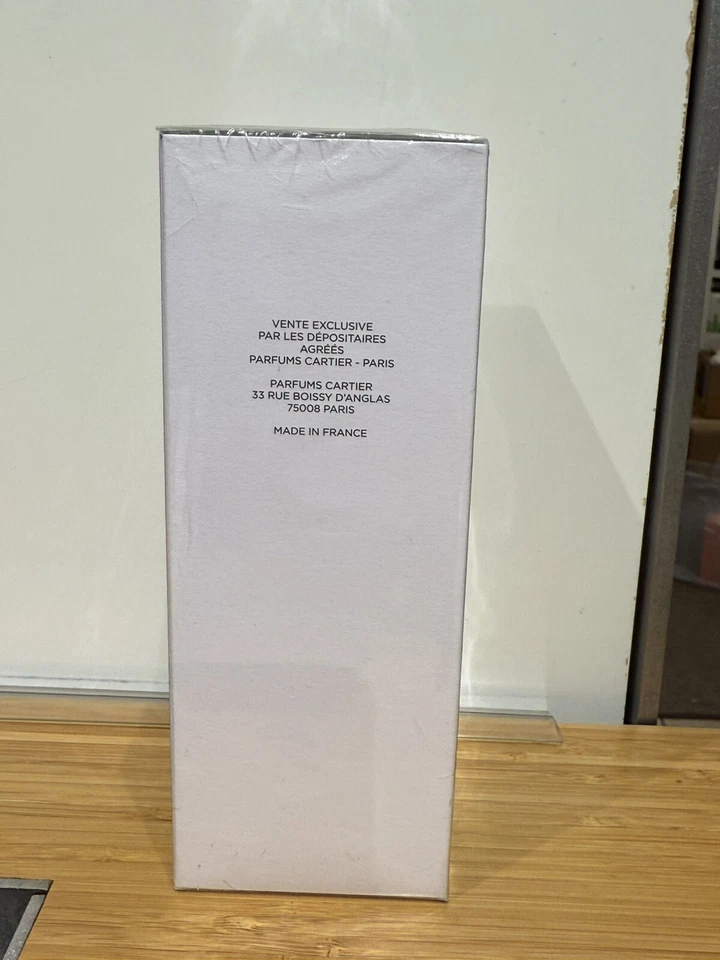 VENTE EXCLUSIVE
PAR LES DÉPOSITAIRES
AGRÉÉS
PARFUMS CARTIER - PARIS
PARFUMS CARTIER
33 RUE BOISSY D'ANGLAS
75008 PARIS
MADE IN FRANCE